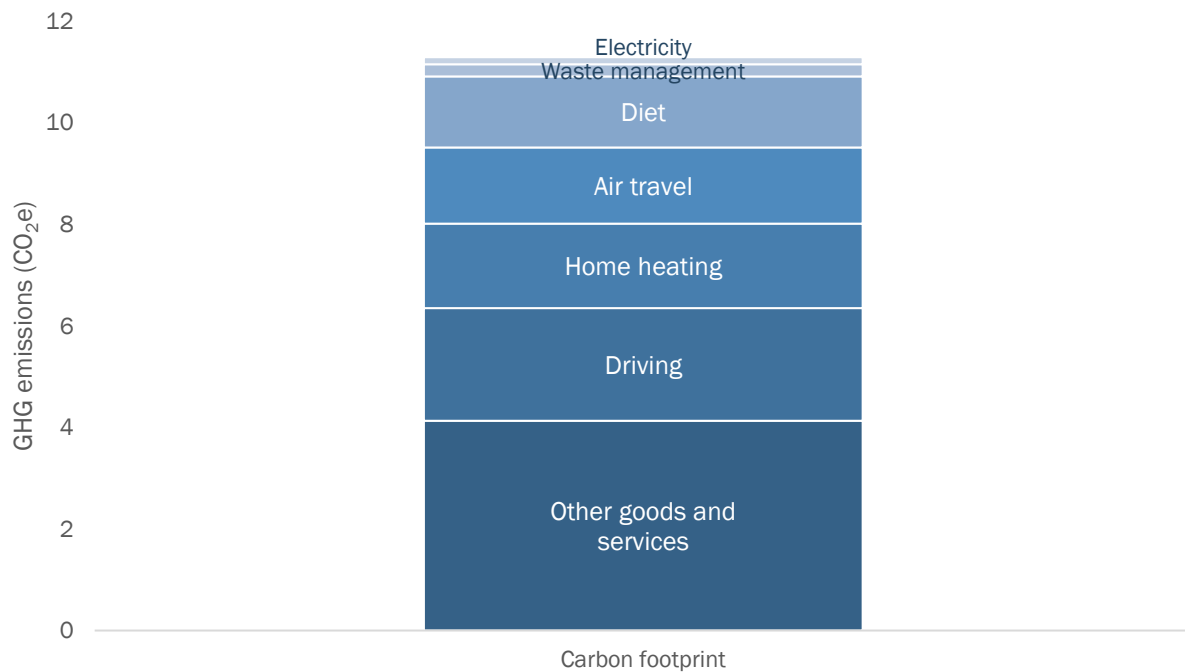 12
10
8
6
4
2
0
GHG emissions (CO₂e)
Electricity
Waste management
Diet
Air travel
Home heating
Driving
Other goods and
services
Carbon footprint